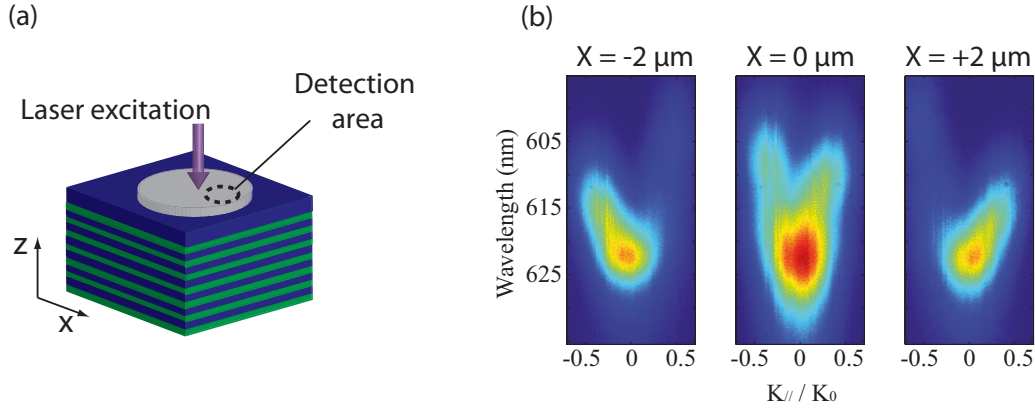 (a)
Laser excitation
Detection
area
Z
X
(b)
X = -2 µm
X = 0 µm
X = +2 µm
Wavelength (nm)
605
615
625
-0.5 0 0.5
-0.5 0 0.5
-0.5 0 0.5
K// / K0